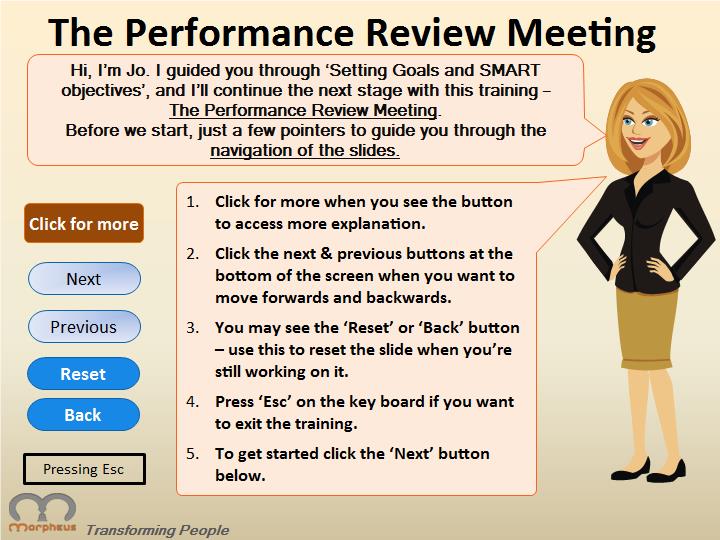 The Performance Review Meeting
Hi, I'm Jo. I guided you through 'Setting Goals and SMART
objectives', and I'll continue the next stage with this training –
The Performance Review Meeting.
Before we start, just a few pointers to guide you through the
navigation of the slides.
Click for more
Next
Previous
Reset
Back
Pressing Esc
1. Click for more when you see the button
to access more explanation.
2. Click the next & previous buttons at the
bottom of the screen when you want to
move forwards and backwards.
3. You may see the 'Reset' or 'Back' button
– use this to reset the slide when you're
still working on it.
4. Press 'Esc' on the key board if you want
to exit the training.
5. To get started click the 'Next' button
below.
morpheus
Transforming People